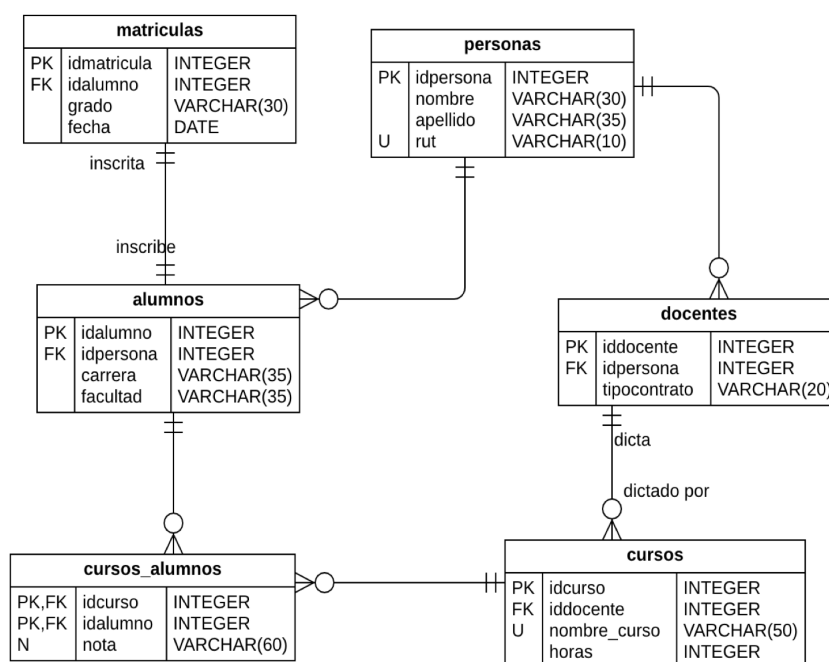 matriculas
PK idmatricula INTEGER
FK idalumno INTEGER
grado VARCHAR(30)
fecha DATE
inscrita
inscribe
personas
PK idpersona INTEGER
nombre VARCHAR(30)
apellido VARCHAR(35)
U rut VARCHAR(10)
alumnos
PK idalumno INTEGER
FK idpersona INTEGER
carrera VARCHAR(35)
facultad VARCHAR(35)
docentes
PK iddocente INTEGER
FK idpersona INTEGER
tipocontrato VARCHAR(20)
dicta
dictado por
cursos_alumnos
PK,FK idcurso INTEGER
PK,FK idalumno INTEGER
N nota VARCHAR(60)
cursos
PK idcurso INTEGER
FK iddocente INTEGER
U nombre_curso VARCHAR(50)
horas INTEGER